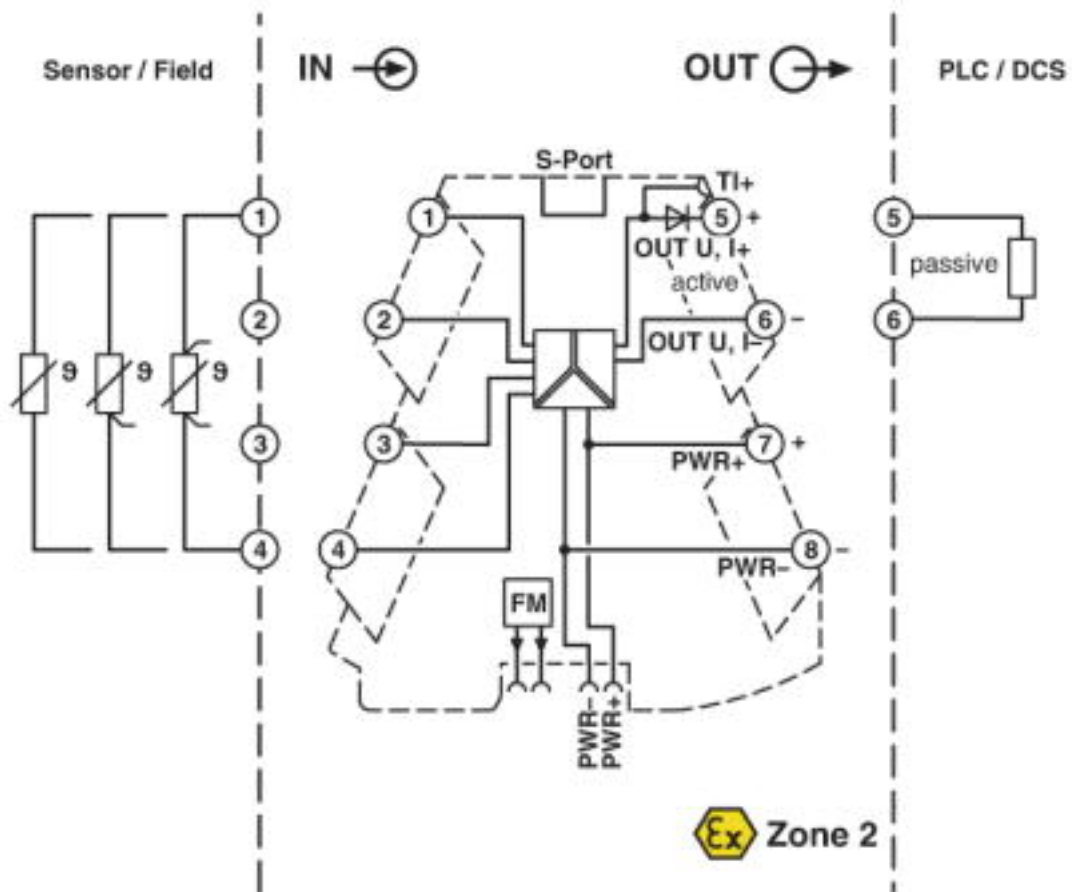 Sensor / Field
IN
OUT
PLC / DCS
S-Port
TI+
1
1
5
+
5
OUT U, I+
passive
active
2
2
6
–
6
OUT U, I–
ϑ
ϑ
ϑ
3
3
7
+
PWR+
4
4
8
–
PWR–
FM
PWR–
PWR+
Ex
Zone 2